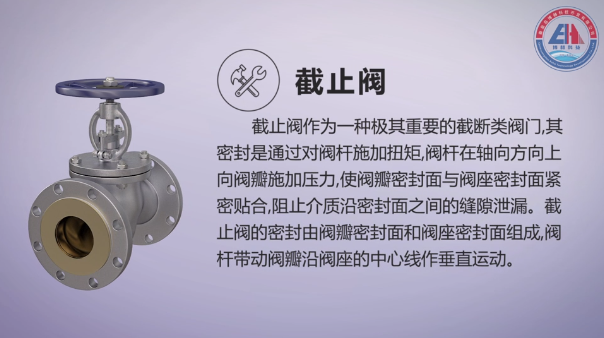 截止阀
截止阀作为一种极其重要的截断类阀门,其
密封是通过对阀杆施加扭矩,阀杆在轴向方向上
向阀瓣施加压力,使阀瓣密封面与阀座密封面紧
密贴合,阻止介质沿密封面之间的缝隙泄漏。截
止阀的密封由阀瓣密封面和阀座密封面组成,阀
杆带动阀瓣沿阀座的中心线作垂直运动。